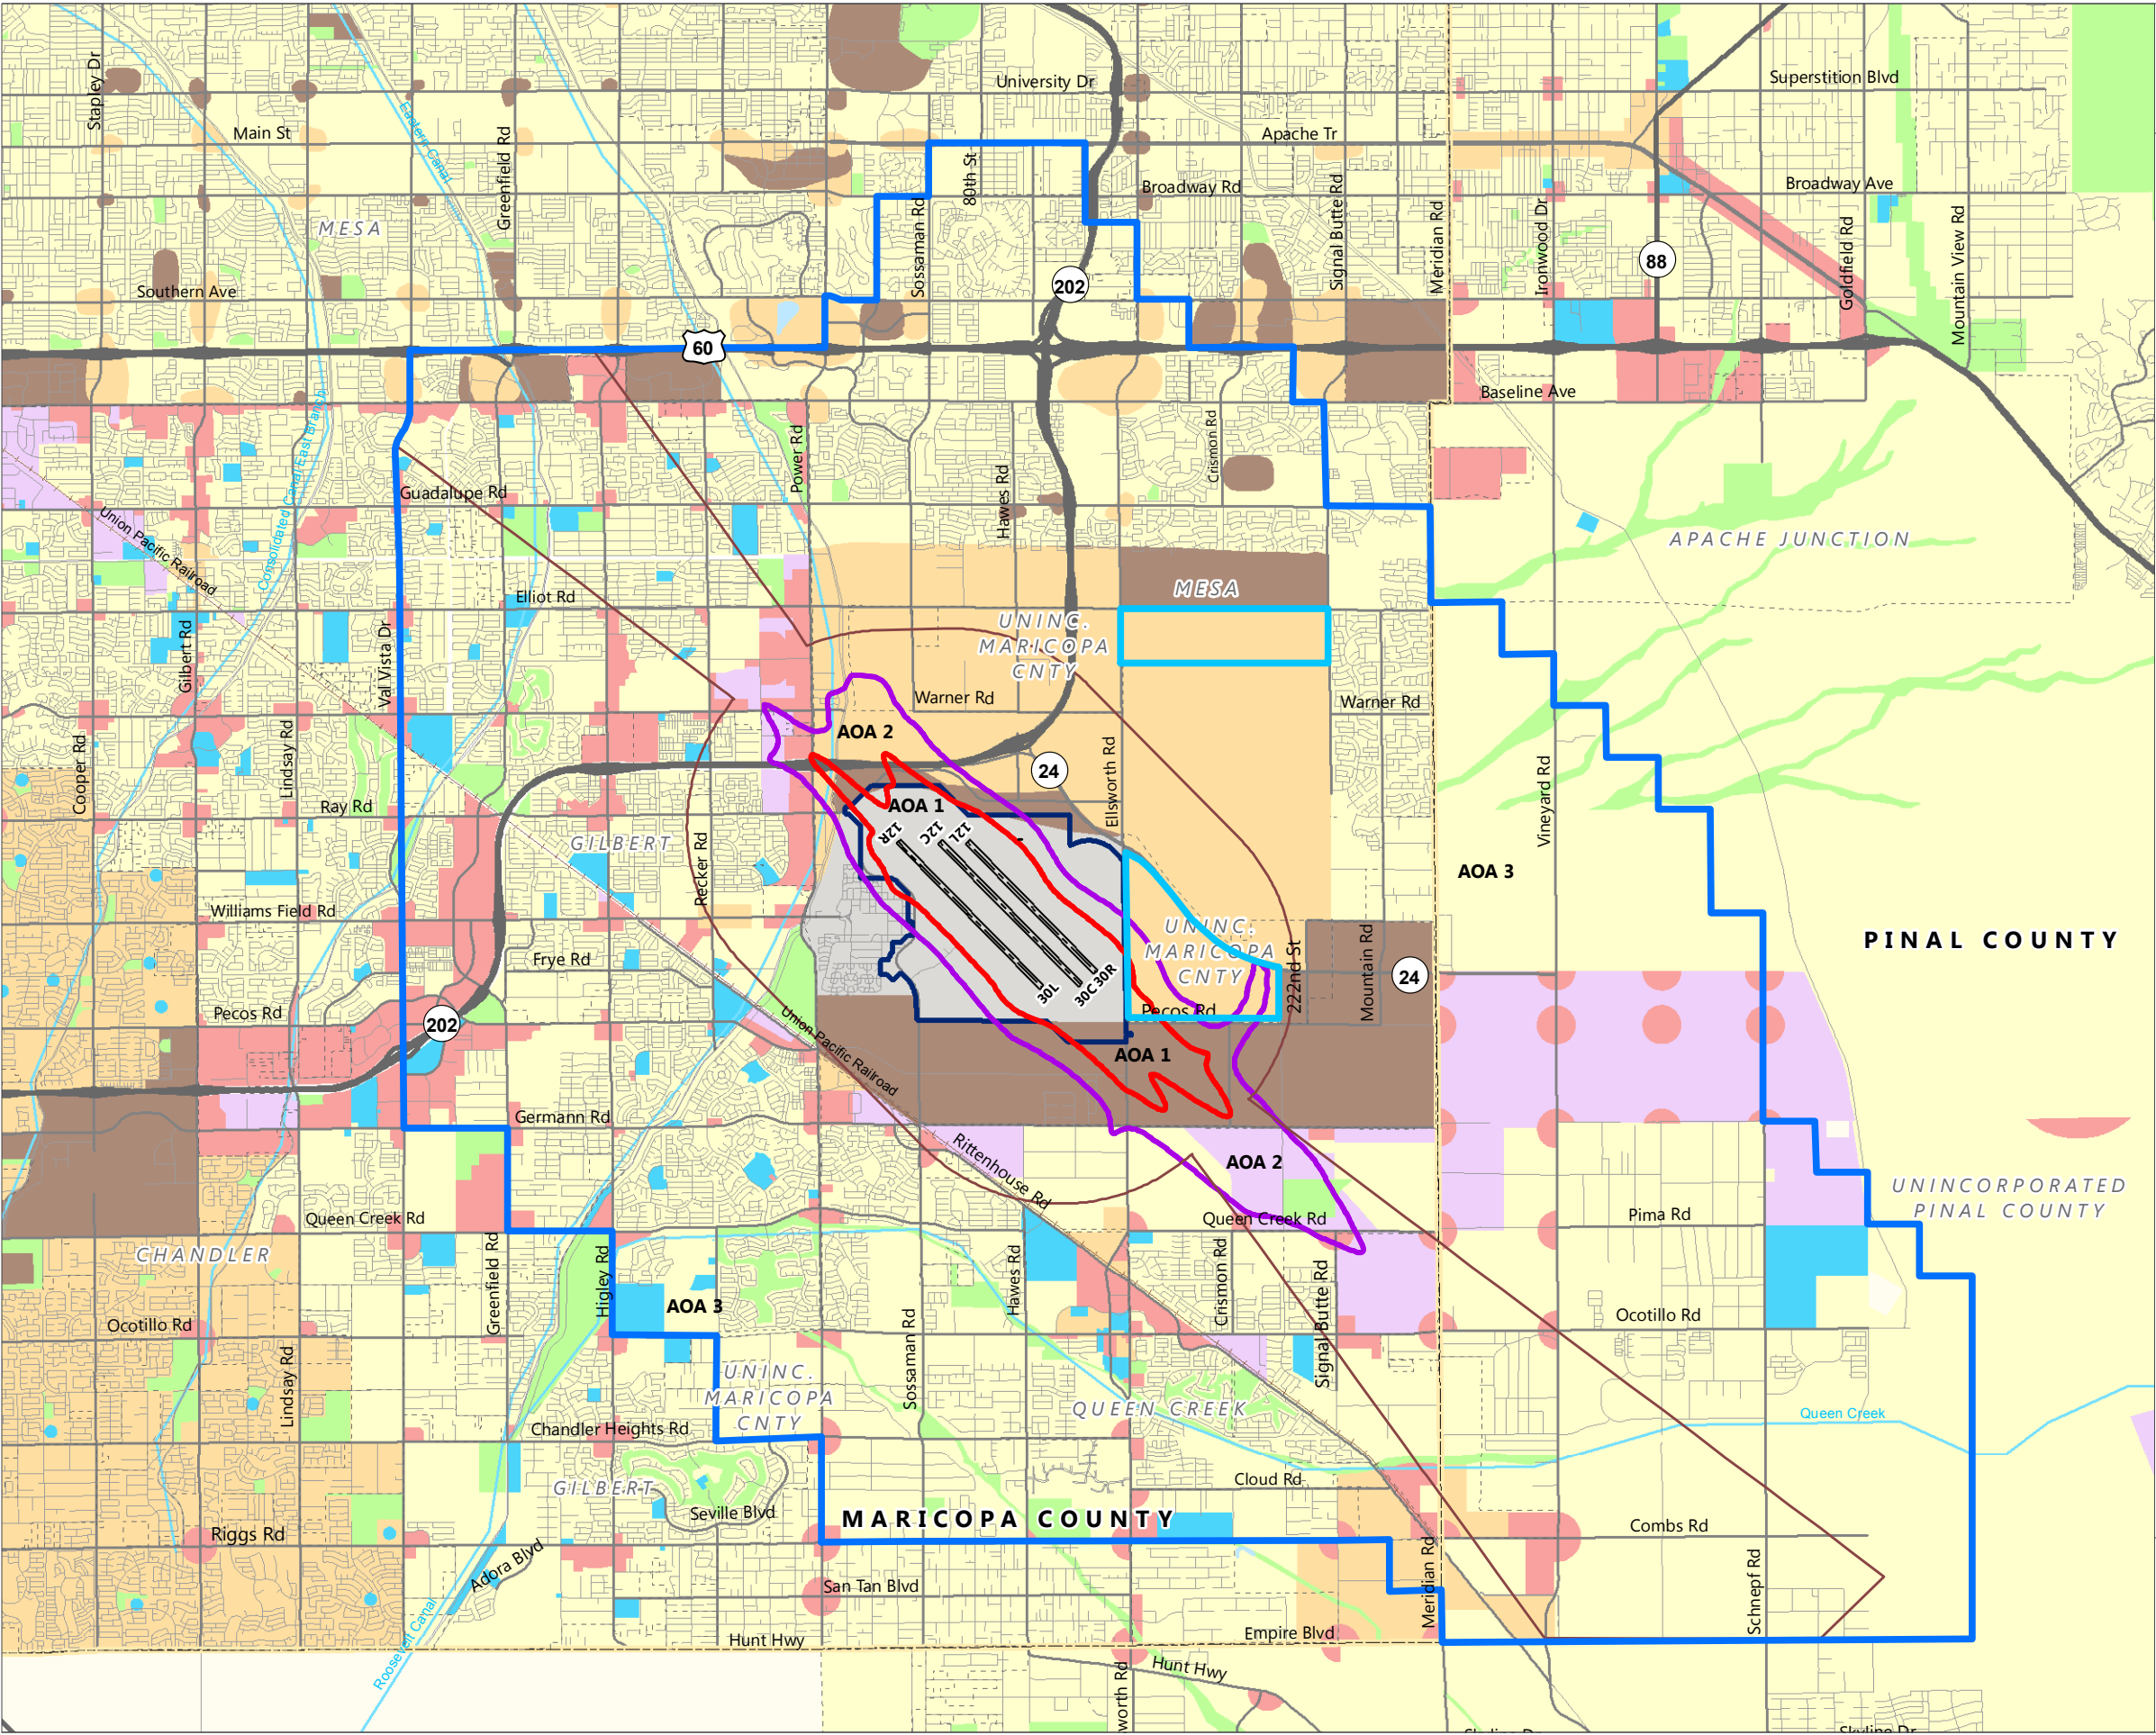 Stapley Dr
University Dr
Superstition Blvd
Main St
Eastern Canal
Greenfield Rd
Apache Tr
80th St
Broadway Rd
Broadway Ave
MESA
Sossaman Rd
Signal Butte Rd
Meridian Rd
Ironwood Dr
Goldfield Rd
Mountain View Rd
88
Southern Ave
202
60
Baseline Ave
Consolidated Canal East Branch
Power Rd
Crismon Rd
Guadalupe Rd
Hawes Rd
Union Pacific Railroad
APACHE JUNCTION
Elliot Rd
MESA
UNINC.
MARICOPA
CNTY
Gilbert Rd
Val Vista Dr
Warner Rd
Warner Rd
AOA 2
Cooper Rd
Lindsay Rd
24
Ellsworth Rd
Vineyard Rd
Ray Rd
AOA 1
12R
12C
12L
GILBERT
Recker Rd
AOA 3
Williams Field Rd
UNINC.
MARICOPA
CNTY
PINAL COUNTY
Frye Rd
222nd St
Mountain Rd
24
30L
30C
30R
Pecos Rd
Pecos Rd
202
Union Pacific Railroad
AOA 1
Germann Rd
Rittenhouse Rd
AOA 2
UNINCORPORATED
PINAL COUNTY
Queen Creek Rd
Queen Creek Rd
Pima Rd
CHANDLER
Greenfield Rd
Higley Rd
Hawes Rd
Crismon Rd
Signal Butte Rd
AOA 3
Ocotillo Rd
Ocotillo Rd
Lindsay Rd
Sossaman Rd
UNINC.
MARICOPA
CNTY
QUEEN CREEK
Queen Creek
Chandler Heights Rd
GILBERT
Cloud Rd
Seville Blvd
MARICOPA COUNTY
Riggs Rd
Combs Rd
Adora Blvd
San Tan Blvd
Meridian Rd
Schnepf Rd
Roosevelt Canal
Hunt Hwy
Empire Blvd
Hunt Hwy
worth Rd